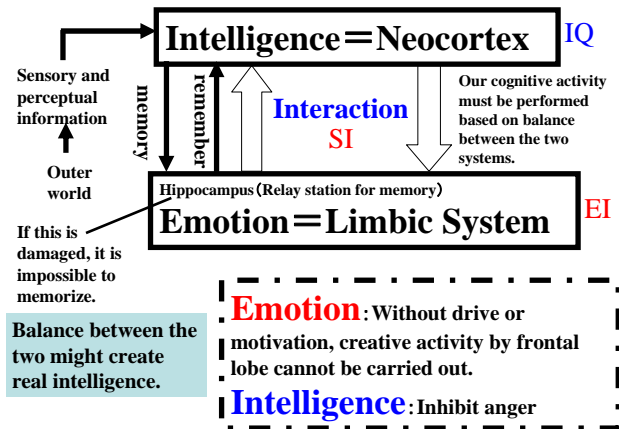 Intelligence＝Neocortex
IQ
Sensory and
perceptual
information
Outer
world
memory
remember
Interaction
SI
Our cognitive activity
must be performed
based on balance
between the two
systems.
Hippocampus(Relay station for memory)
Emotion＝Limbic System
EI
If this is
damaged, it is
impossible to
memorize.
Balance between the
two might create
real intelligence.
Emotion:Without drive or
motivation, creative activity by frontal
lobe cannot be carried out.
Intelligence:Inhibit anger